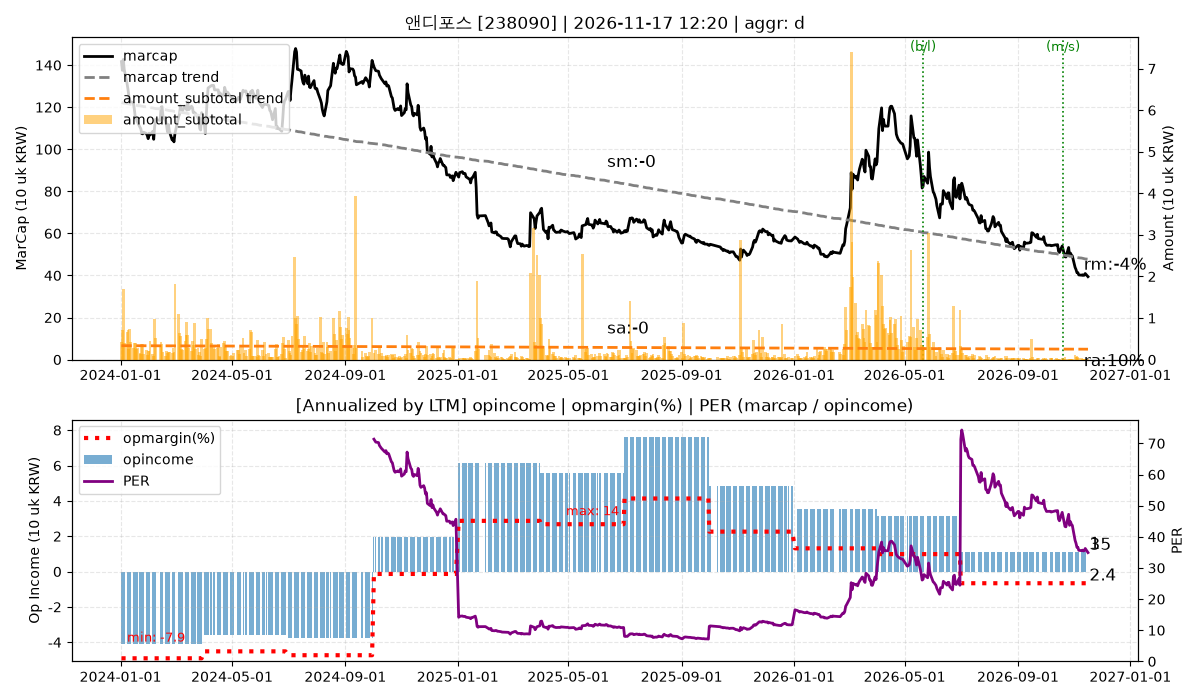 앤디포스 [238090] | 2026-11-17 12:20 | aggr: d
marcap
marcap trend
amount_subtotal trend
amount_subtotal
(b/l)
(m/s)
sm:-0
sa:-0
rm:-4%
ra:10%
MarCap (10 uk KRW)
140
120
100
80
60
40
20
0
Amount (10 uk KRW)
7
6
5
4
3
2
1
0
2024-01-01 2024-05-01 2024-09-01 2025-01-01 2025-05-01 2025-09-01 2026-01-01 2026-05-01 2026-09-01 2027-01-01
[Annualized by LTM] opincome | opmargin(%) | PER (marcap / opincome)
opmargin(%)
opincome
PER
max: 14
min: -7.9
2.4
Op Income (10 uk KRW)
8
6
4
2
0
-2
-4
PER
70
60
50
40
30
20
10
0
2024-01-01 2024-05-01 2024-09-01 2025-01-01 2025-05-01 2025-09-01 2026-01-01 2026-05-01 2026-09-01 2027-01-01